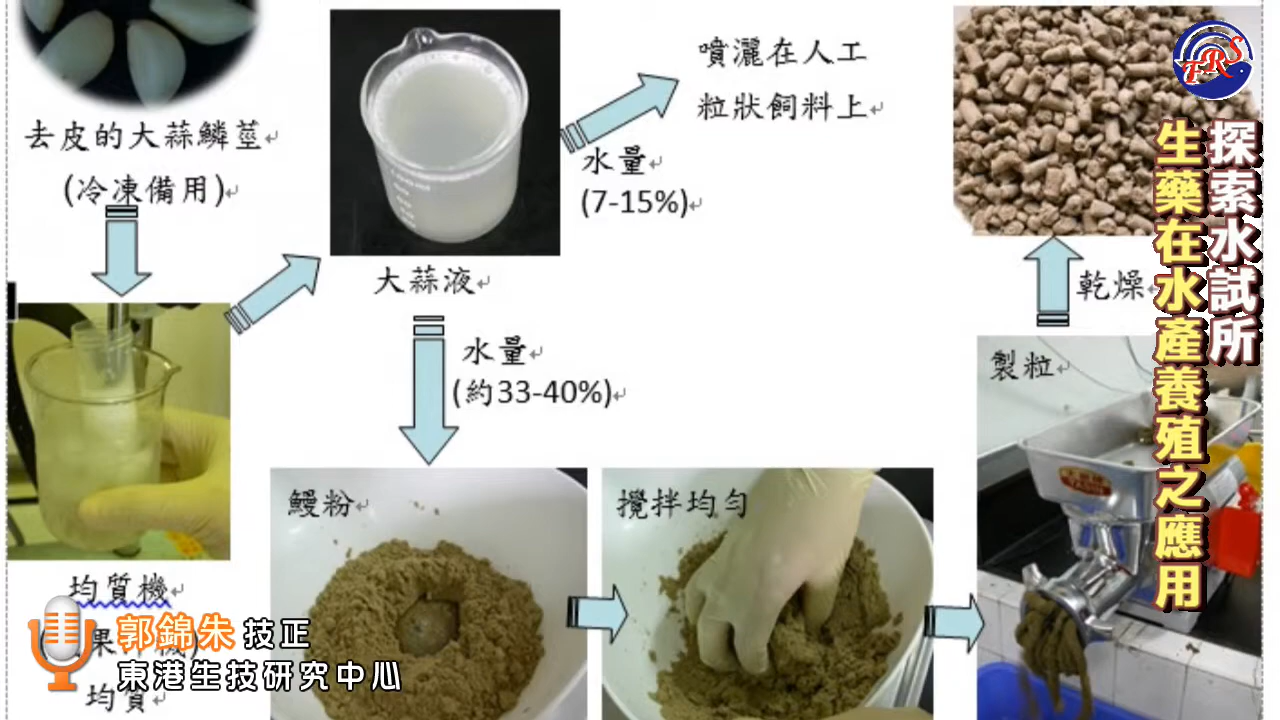 去皮的大蒜鱗莖
(冷凍備用)
大蒜液
噴灑在人工
粒狀飼料上
水量
(7-15%)
水量
(約33-40%)
均質機
均質
鰻粉
攪拌均勻
製粒
乾燥
FRS
探索水試所
生藥在水產養殖之應用
郭錦朱 技正
東港生技研究中心